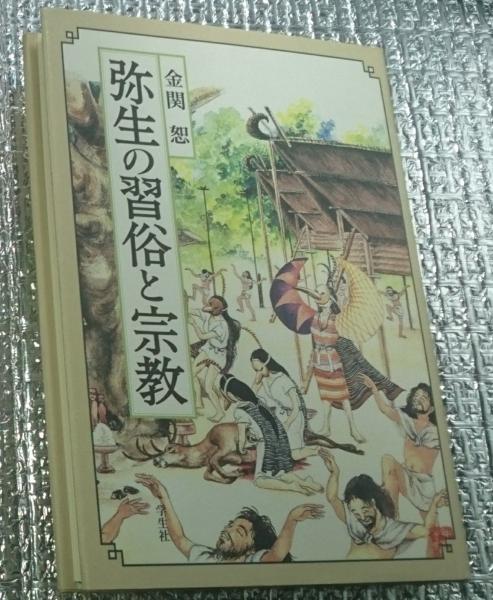 金関 恕
弥生の習俗と宗教
学生社